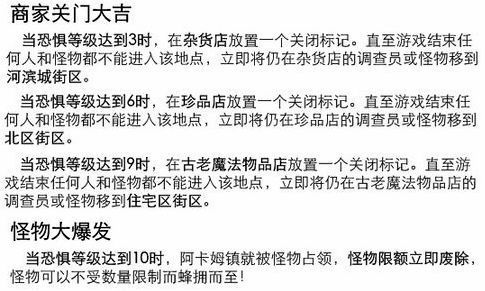 商家关门大吉
当恐惧等级达到3时，在杂货店放置一个关闭标记。直至游戏结束任
何人和怪物都不能进入该地点，立即将仍在杂货店的调查员或怪物移到
河滨城街区。
当恐惧等级达到6时，在珍品店放置一个关闭标记。直至游戏结束任
何人和怪物都不能进入该地点，立即将仍在珍品店的调查员或怪物移到
北区街区。
当恐惧等级达到9时，在古老魔法物品店放置一个关闭标记。直至游
戏结束任何人和怪物都不能进入该地点，立即将仍在古老魔法物品店的
调查员或怪物移到住宅区街区。
怪物大爆发
当恐惧等级达到10时，阿卡姆镇就被怪物占领，怪物限额立即废除，
怪物可以不受数量限制而蜂拥而至！